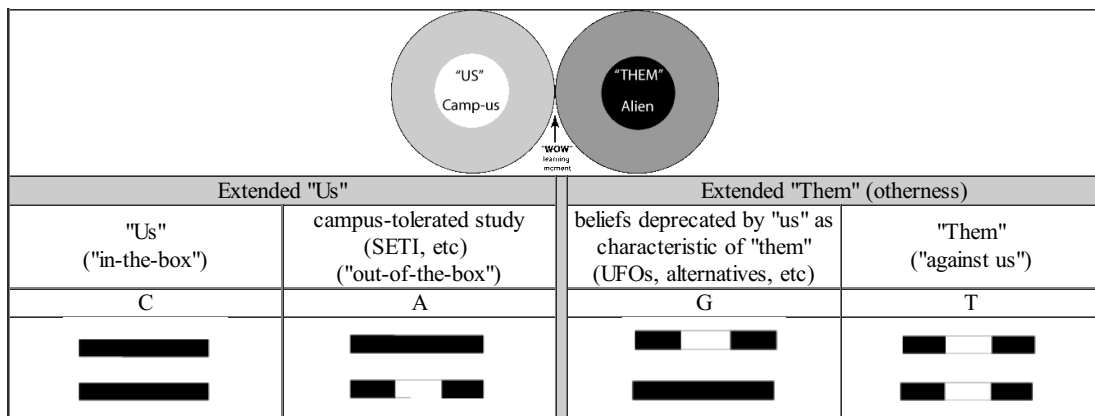 "US"
Camp-us
"THEM"
Alien
"WOW"
learning
moment
Extended "Us"
Extended "Them" (otherness)
"Us"
("in-the-box")
campus-tolerated study
(SETI, etc)
("out-of-the-box")
beliefs deprecated by "us" as
characteristic of "them"
(UFOs, alternatives, etc)
"Them"
("against us")
C
A
G
T